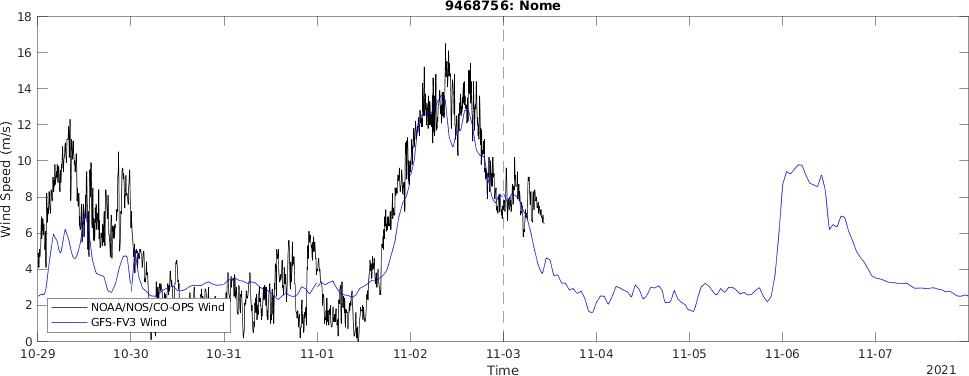 9468756: Nome
18
16
14
12
10
8
6
4
2
0
Wind Speed (m/s)
NOAA/NOS/CO-OPS Wind
GFS-FV3 Wind
10-29 10-30 10-31 11-01 11-02 11-03 11-04 11-05 11-06 11-07
Time
2021